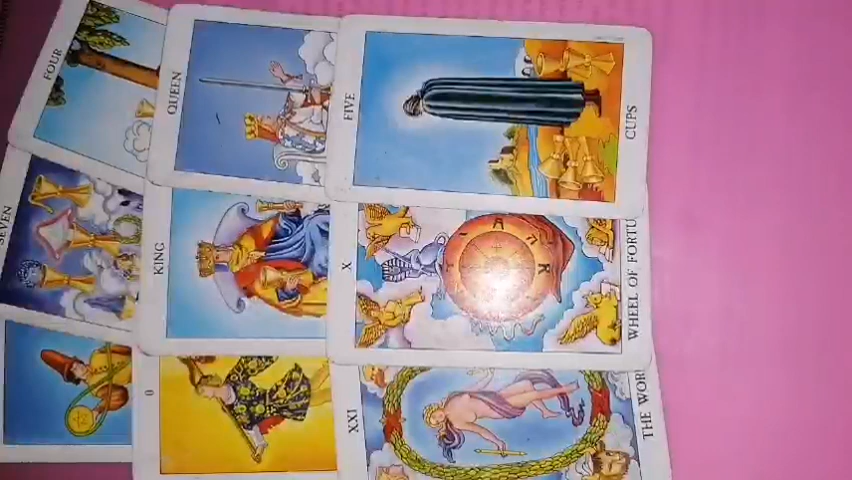 FOUR
QUEEN
FIVE
CUPS
SEVEN
KING
X
WHEEL OF FORTU
0
XXI
THE WOR